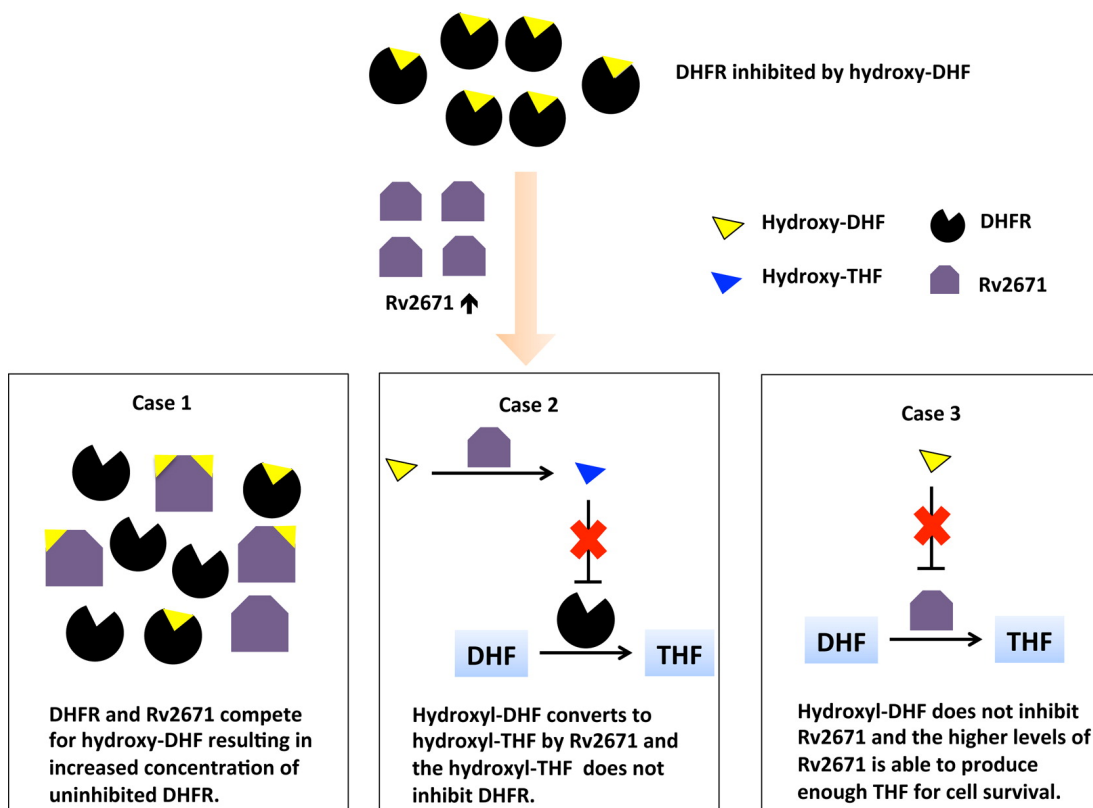 DHFR inhibited by hydroxy-DHF
Rv2671
Hydroxy-DHF
DHFR
Hydroxy-THF
Rv2671
Case 1
DHFR and Rv2671 compete
for hydroxy-DHF resulting in
increased concentration of
uninhibited DHFR.
Case 2
DHF
THF
Hydroxyl-DHF converts to
hydroxyl-THF by Rv2671 and
the hydroxyl-THF does not
inhibit DHFR.
Case 3
DHF
THF
Hydroxyl-DHF does not inhibit
Rv2671 and the higher levels of
Rv2671 is able to produce
enough THF for cell survival.